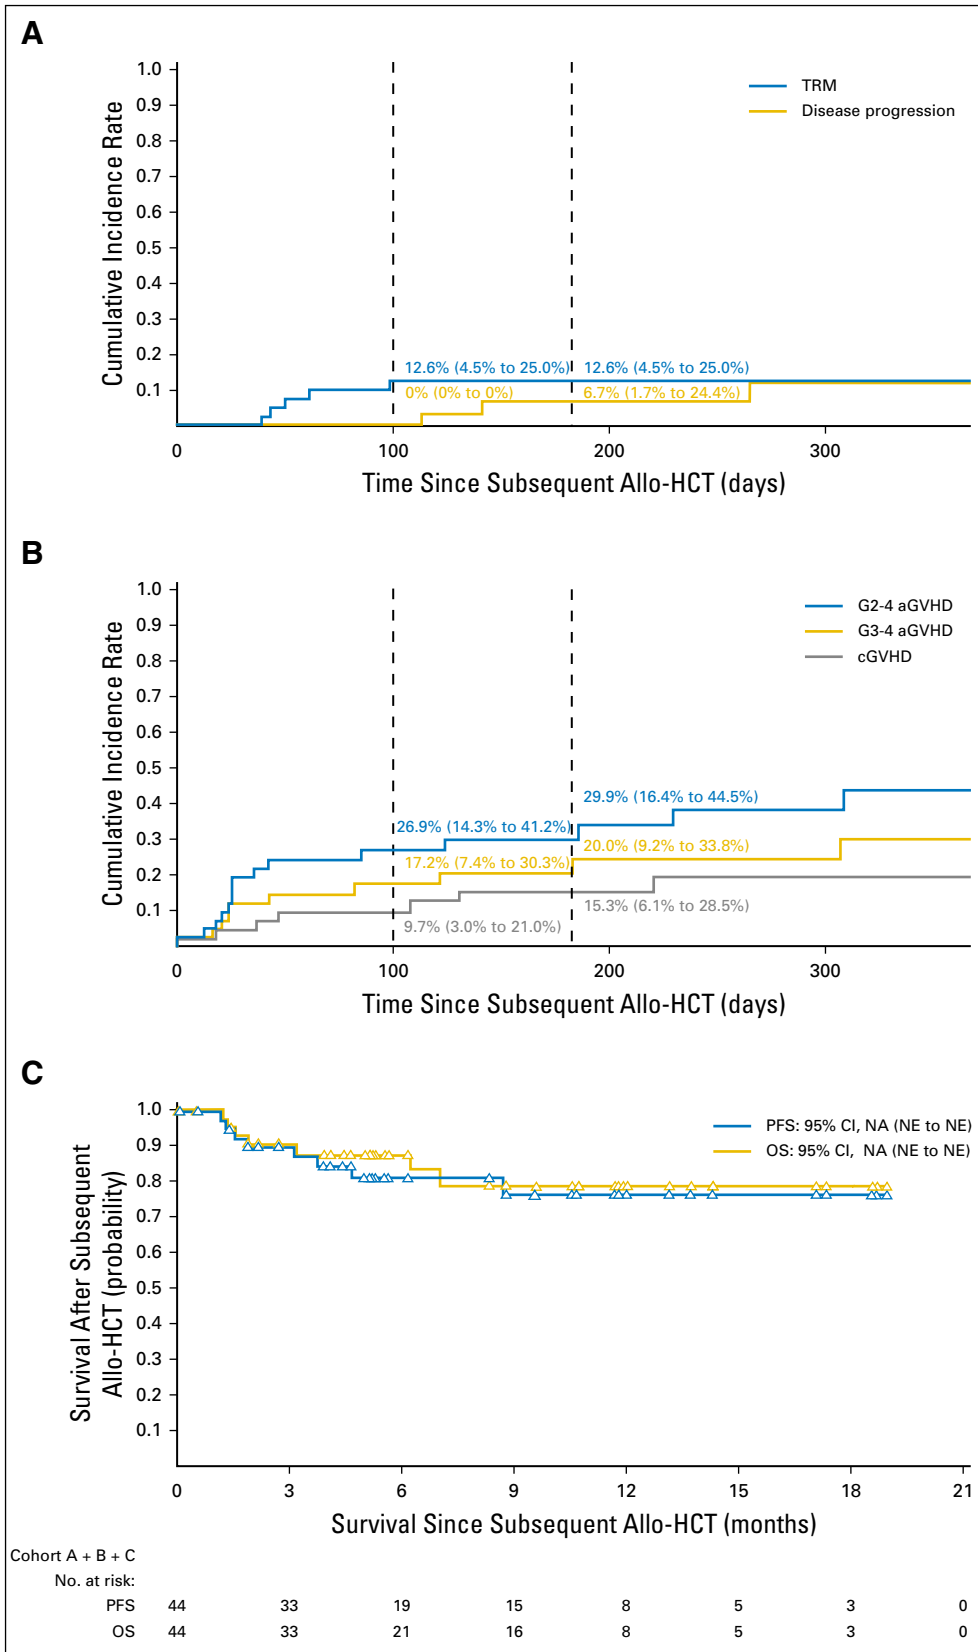 A
1.0
0.9
0.8
0.7
0.6
0.5
0.4
0.3
0.2
0.1
Cumulative Incidence Rate
TRM
Disease progression
12.6% (4.5% to 25.0%)
12.6% (4.5% to 25.0%)
0% (0% to 0%)
6.7% (1.7% to 24.4%)
0 100 200 300
Time Since Subsequent Allo-HCT (days)
B
1.0
0.9
0.8
0.7
0.6
0.5
0.4
0.3
0.2
0.1
Cumulative Incidence Rate
G2-4 aGVHD
G3-4 aGVHD
cGVHD
29.9% (16.4% to 44.5%)
26.9% (14.3% to 41.2%)
20.0% (9.2% to 33.8%)
17.2% (7.4% to 30.3%)
15.3% (6.1% to 28.5%)
9.7% (3.0% to 21.0%)
0 100 200 300
Time Since Subsequent Allo-HCT (days)
C
1.0
0.9
0.8
0.7
0.6
0.5
0.4
0.3
0.2
0.1
Survival After Subsequent
Allo-HCT (probability)
PFS: 95% CI, NA (NE to NE)
OS: 95% CI, NA (NE to NE)
0 3 6 9 12 15 18 21
Survival Since Subsequent Allo-HCT (months)
Cohort A + B + C
No. at risk:
PFS 44 33 19 15 8 5 3 0
OS 44 33 21 16 8 5 3 0